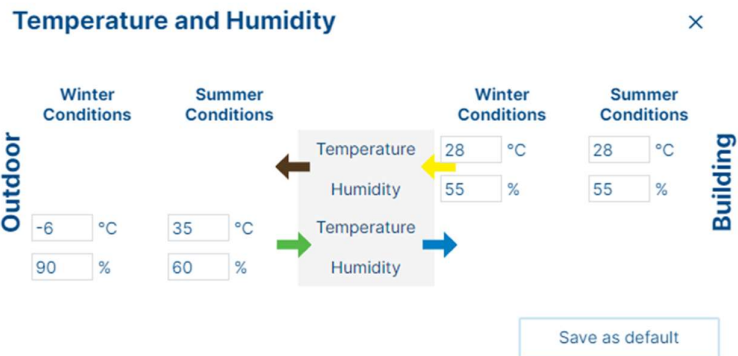 Temperature and Humidity
Winter Conditions Summer Conditions Winter Conditions Summer Conditions
Outdoor
Building
Temperature 28 °C 28 °C
Humidity 55 % 55 %
-6 °C 35 °C Temperature
90 % 60 % Humidity
Save as default